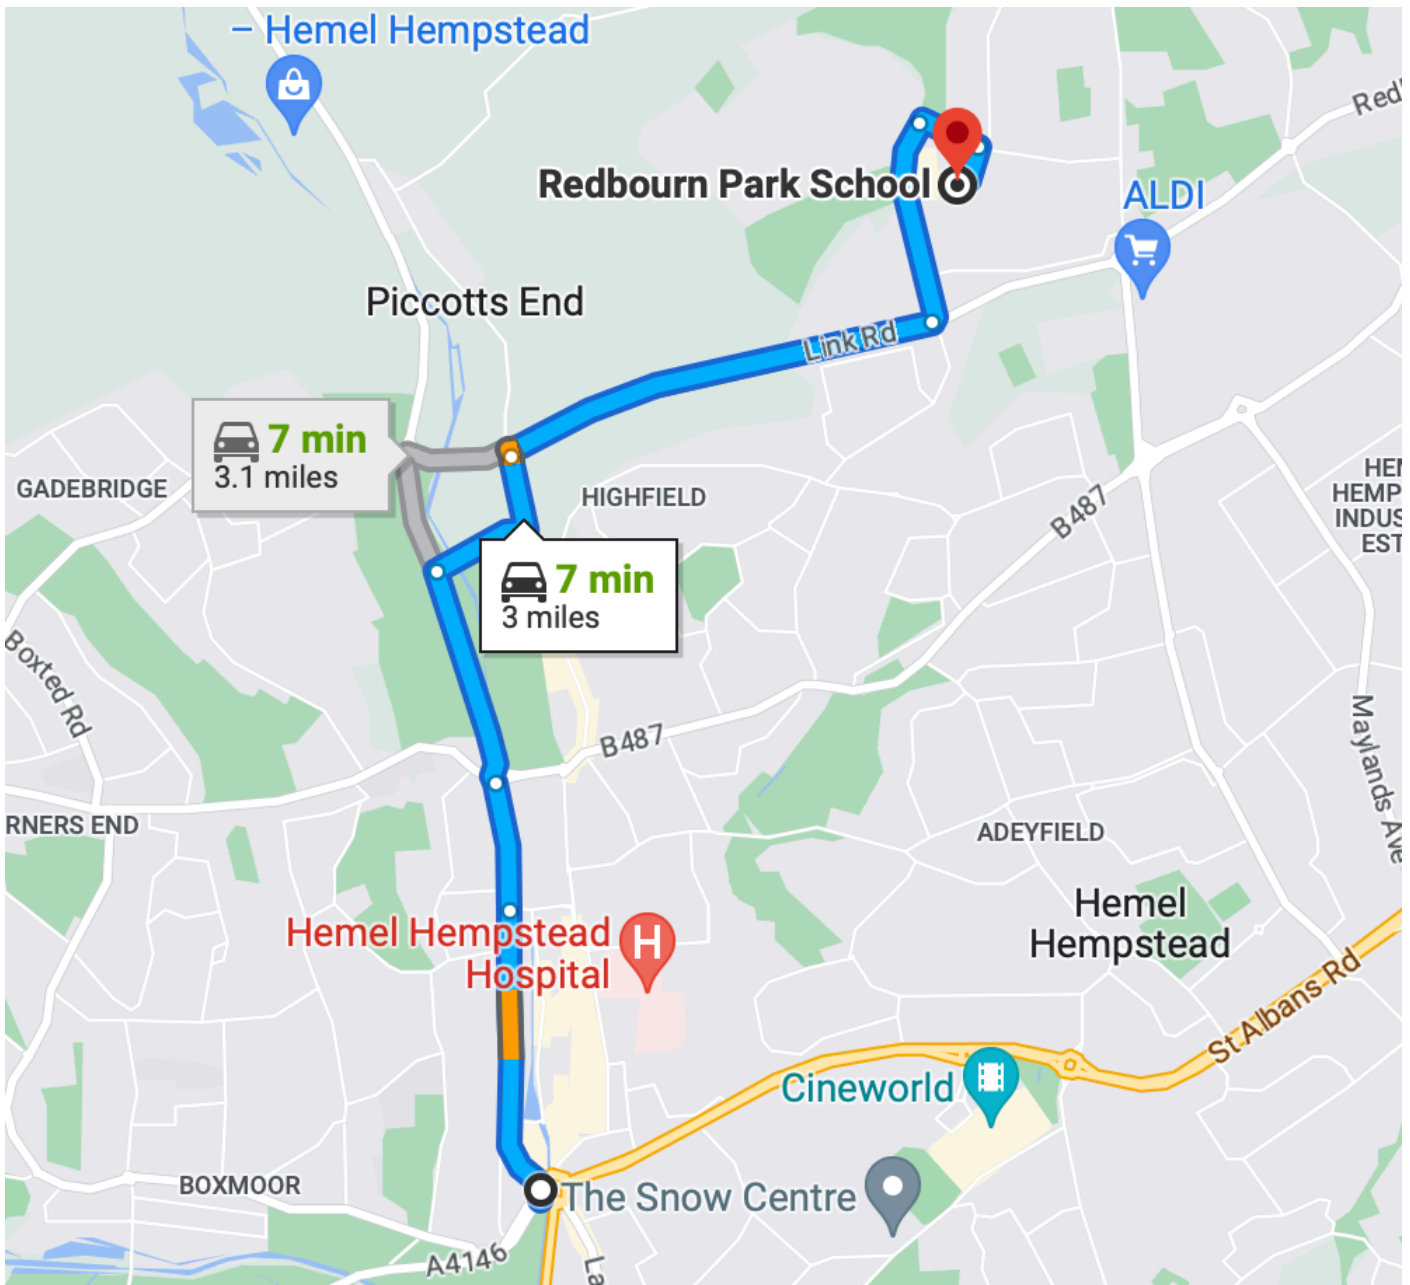 – Hemel Hempstead
Redbourn Park School
ALDI
Piccotts End
Link Rd
7 min
3.1 miles
GADEBRIDGE
HIGHFIELD
B487
7 min
3 miles
Boxted Rd
B487
Maylands Ave
RNERS END
ADEYFIELD
Hemel
Hempstead
Hemel Hempstead
Hospital
H
St Albans Rd
Cineworld
BOXMOOR
The Snow Centre
A4146